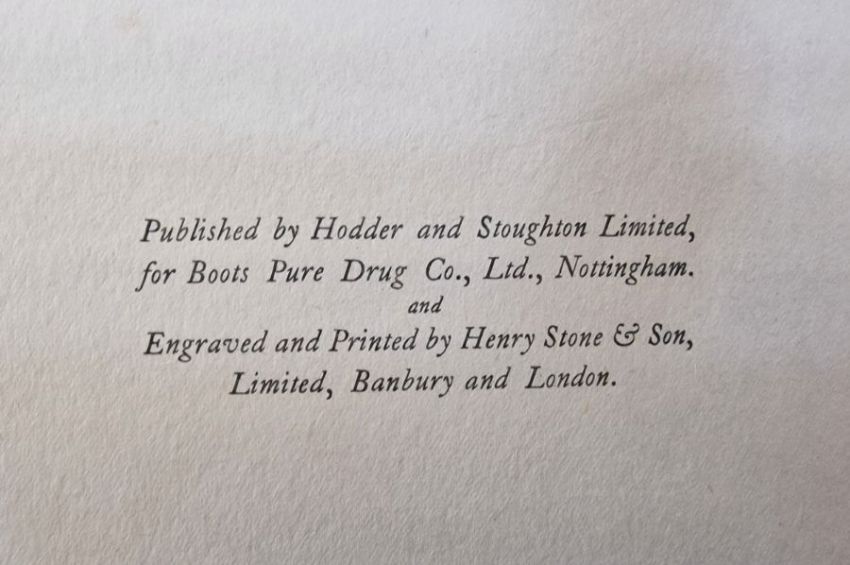 Published by Hodder and Stoughton Limited,
for Boots Pure Drug Co., Ltd., Nottingham.
and
Engraved and Printed by Henry Stone & Son,
Limited, Banbury and London.